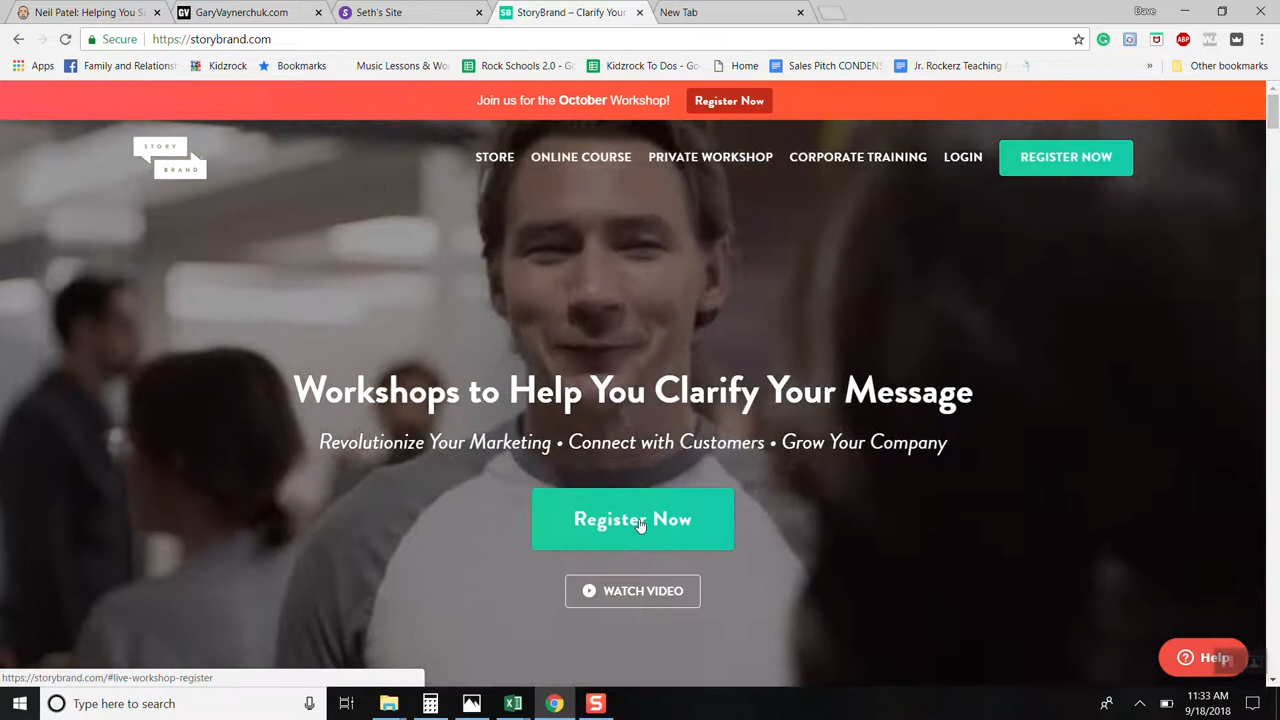 Neil Patel: Helping You S
GaryVaynerchuk.com
Seth's Site
StoryBrand – Clarify Your
New Tab
Dave
Secure
https://storybrand.com
Apps
Family and Relations
Kidzrock
Bookmarks
Music Lessons - Wo
Rock Schools 2.0 - Go
Kidzrock To Dos - Go
Home
Sales Pitch CONDENS
Jr. Rockerz Teaching
»
Other bookmarks
Join us for the October Workshop!
Register Now
STORY
BRAND
STORE
ONLINE COURSE
PRIVATE WORKSHOP
CORPORATE TRAINING
LOGIN
REGISTER NOW
Workshops to Help You Clarify Your Message
Revolutionize Your Marketing • Connect with Customers • Grow Your Company
Register Now
WATCH VIDEO
Help
https://storybrand.com/#live-workshop-register
Type here to search
11:33 AM
9/18/2018